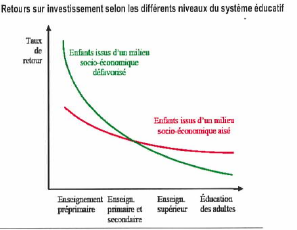 Retours sur investissement selon les différents niveaux du système éducatif
Taux
de
retour
Enfants issus d'un milieu
socio-économique
défavorisé
Enfants issus d'un milieu
socio-économique aisé
Enseignement
préprimaire
Enseign.
primaire et
secondaire
Enseign.
supérieur
Éducation
des adultes